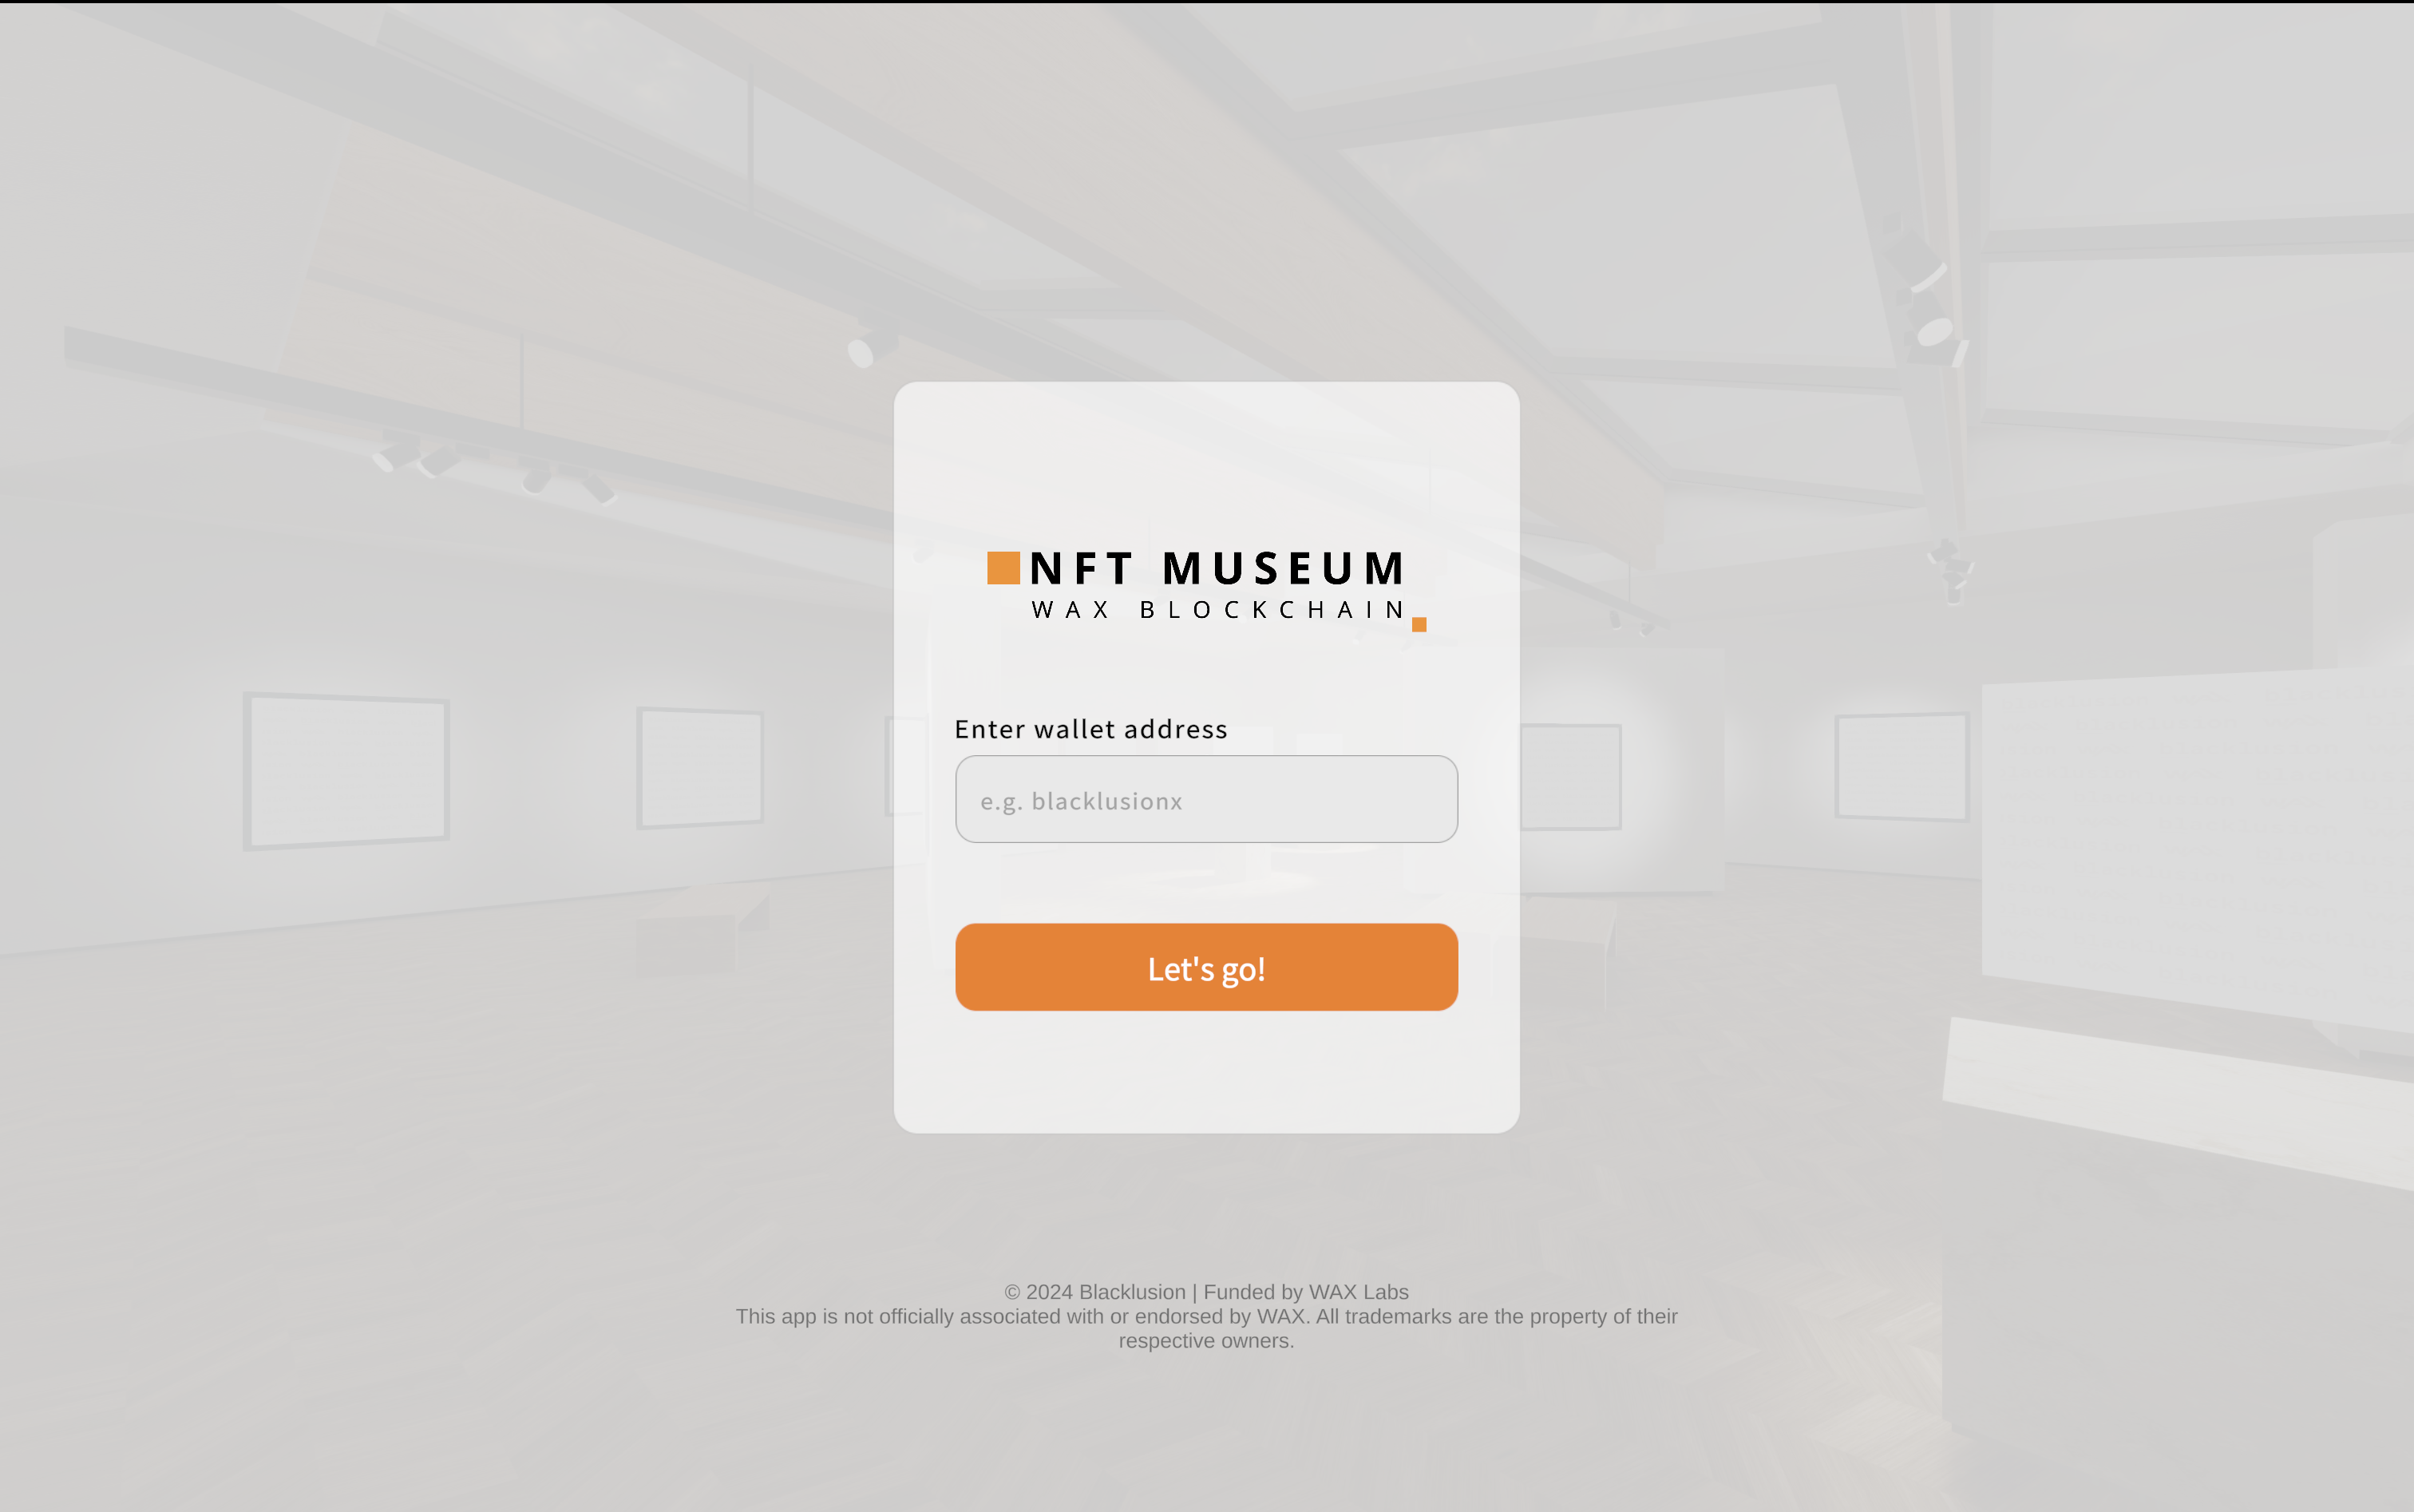 NFT MUSEUM
WAX BLOCKCHAIN
Enter wallet address
e.g. blacklusionx
Let's go!
© 2024 Blacklusion | Funded by WAX Labs
This app is not officially associated with or endorsed by WAX. All trademarks are the property of their
respective owners.